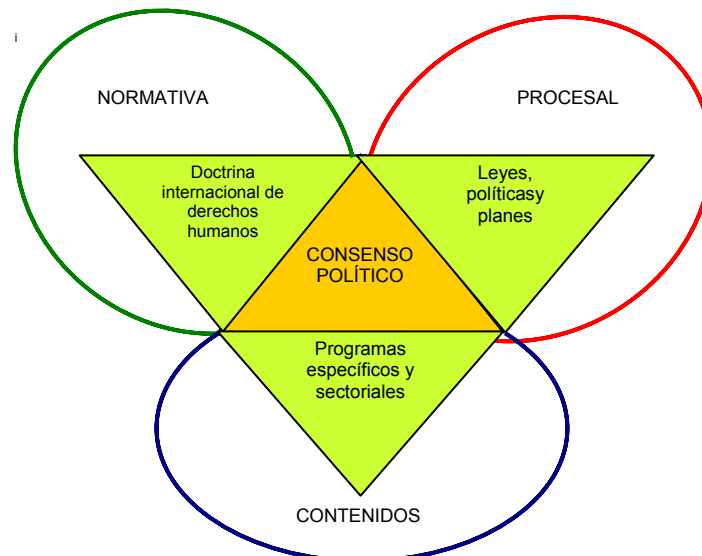 i
NORMATIVA
PROCESAL
Doctrina
internacional de
derechos
humanos
Leyes,
políticasy
planes
CONSENSO
POLÍTICO
Programas
específicos y
sectoriales
CONTENIDOS